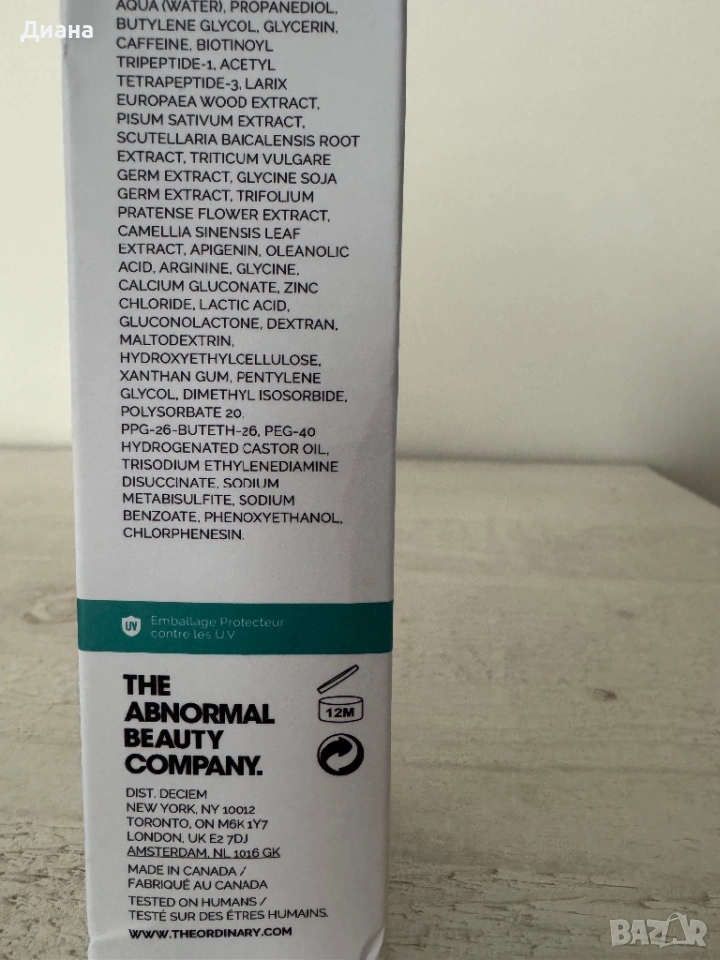 Диана
AQUA (WATER), PROPANEDIOL,
BUTYLENE GLYCOL, GLYCERIN,
CAFFEINE, BIOTINOYL
TRIPEPTIDE-1, ACETYL
TETRAPEPTIDE-3, LARIX
EUROPAEA WOOD EXTRACT,
PISUM SATIVUM EXTRACT,
SCUTELLARIA BAICALENSIS ROOT
EXTRACT, TRITICUM VULGARE
GERM EXTRACT, GLYCINE SOJA
GERM EXTRACT, TRIFOLIUM
PRATENSE FLOWER EXTRACT,
CAMELLIA SINENSIS LEAF
EXTRACT, APIGENIN, OLEANOLIC
ACID, ARGININE, GLYCINE,
CALCIUM GLUCONATE, ZINC
CHLORIDE, LACTIC ACID,
GLUCONOLACTONE, DEXTRAN,
MALTODEXTRIN,
HYDROXYETHYLCELLULOSE,
XANTHAN GUM, PENTYLENE
GLYCOL, DIMETHYL ISOSORBIDE,
POLYSORBATE 20,
PPG-26-BUTETH-26, PEG-40
HYDROGENATED CASTOR OIL,
TRISODIUM ETHYLENEDIAMINE
DISUCCINATE, SODIUM
METABISULFITE, SODIUM
BENZOATE, PHENOXYETHANOL,
CHLORPHENESIN.
UV
Emballage Protecteur
contre les UV
THE
ABNORMAL
BEAUTY
COMPANY.
12M
DIST. DECIEM
NEW YORK, NY 10012
TORONTO, ON M6K 1Y7
LONDON, UK E2 7DJ
AMSTERDAM, NL 1016 GK
MADE IN CANADA /
FABRIQUÉ AU CANADA
TESTED ON HUMANS /
TESTÉ SUR DES ÊTRES HUMAINS.
WWW.THEORDINARY.COM
BAZAR